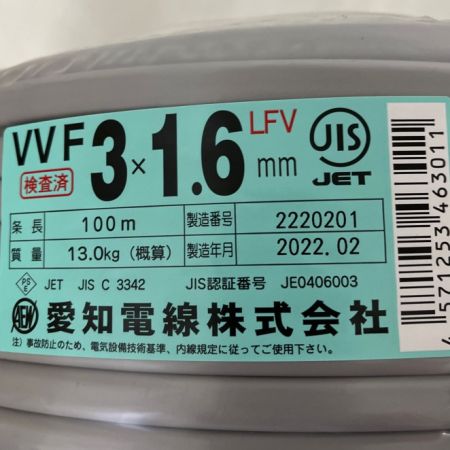 VVF 3×1.6 mm LFV
検査済
JIS
JET
条長 100m 製造番号 2220201
質量 13.0kg (概算) 製造年月 2022.02
PS E JET JIS C 3342 JIS認証番号 JE0406003
AEW 愛知電線株式会社
注) 事故防止のため、電気設備技術基準、内線規定に従ってご使用下さい。
4571253463011